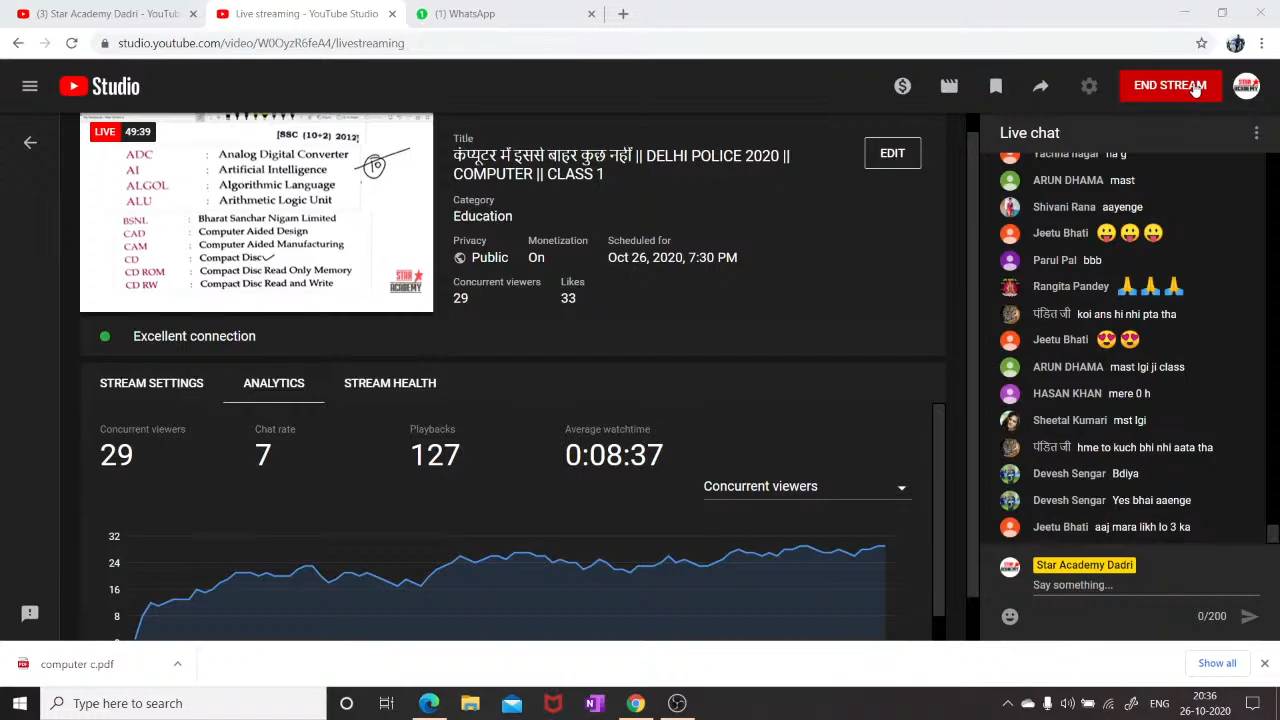 (3) Star Academy Dadri - YouTub
Live streaming - YouTube Studio
(1) WhatsApp
studio.youtube.com/video/W0OyzR6feA4/livestreaming
Studio
END STREAM
STAR ACADEMY
LIVE 49:39
[SSC (10+2) 2012]
ADC : Analog Digital Converter
AI : Artificial Intelligence
10
ALGOL : Algorithmic Language
ALU : Arithmetic Logic Unit
BSNL : Bharat Sanchar Nigam Limited
CAD : Computer Aided Design
CAM : Computer Aided Manufacturing
CD : Compact Disc
CD ROM : Compact Disc Read Only Memory
CD RW : Compact Disc Read and Write
STAR ACADEMY
Title
कंप्यूटर में इससे बाहर कुछ नहीं || DELHI POLICE 2020 ||
COMPUTER || CLASS 1
EDIT
Category
Education
Privacy Monetization Scheduled for
Public On Oct 26, 2020, 7:30 PM
Concurrent viewers Likes
29 33
Excellent connection
STREAM SETTINGS ANALYTICS STREAM HEALTH
Concurrent viewers Chat rate Playbacks Average watchtime
29 7 127 0:08:37
Concurrent viewers
32
24
16
8
Live chat
ARUN DHAMA mast
Shivani Rana aayenge
Jeetu Bhati 😛😛😛
Parul Pal bbb
Rangita Pandey 🙏🙏🙏
पंडित जी koi ans hi nhi pta tha
Jeetu Bhati 😍😍
ARUN DHAMA mast lgi ji class
HASAN KHAN mere 0 h
Sheetal Kumari mst lgi
पंडित जी hme to kuch bhi nhi aata tha
Devesh Sengar Bdiya
Devesh Sengar Yes bhai aaenge
Jeetu Bhati aaj mara likh lo 3 ka
Star Academy Dadri
Say something...
0/200
computer c.pdf
Show all
Type here to search
ENG
20:36
26-10-2020